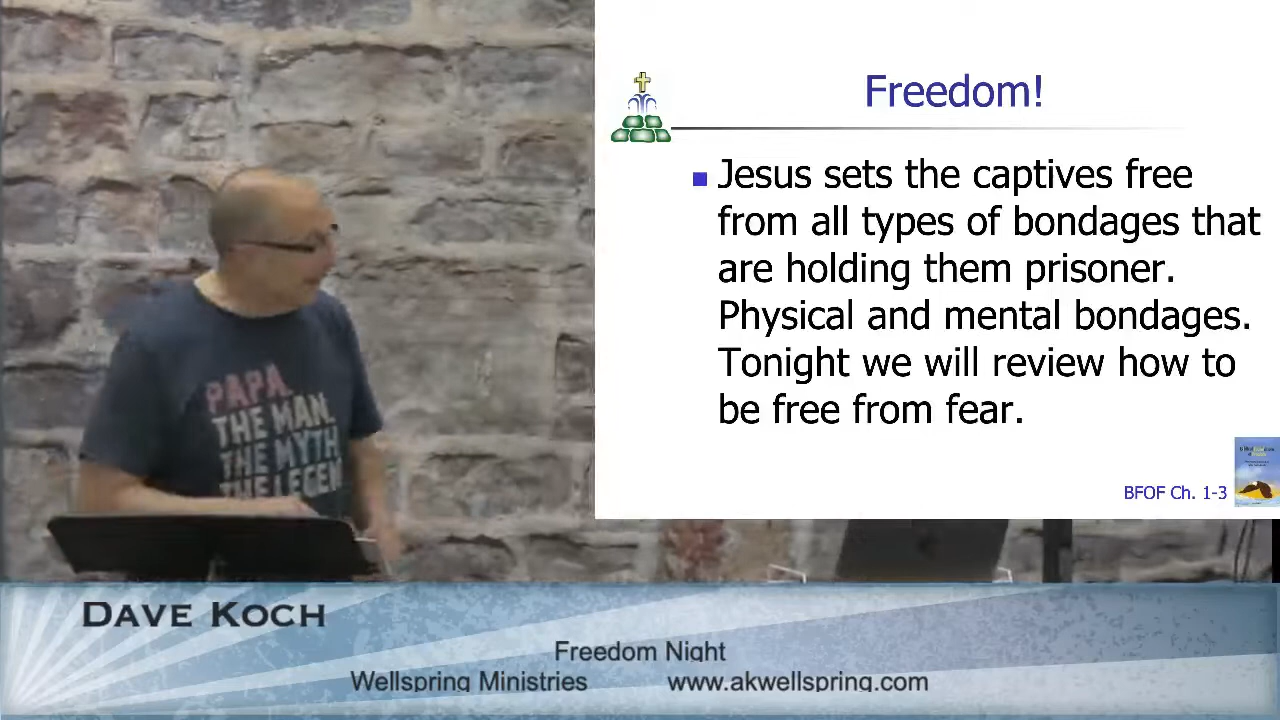 Freedom!
Jesus sets the captives free
from all types of bondages that
are holding them prisoner.
Physical and mental bondages.
Tonight we will review how to
be free from fear.
BFOF Ch. 1-3
PAPA.
THE MAN.
THE MYTH
THE LEGEN
DAVE KOCH
Freedom Night
Wellspring Ministries www.akwellspring.com